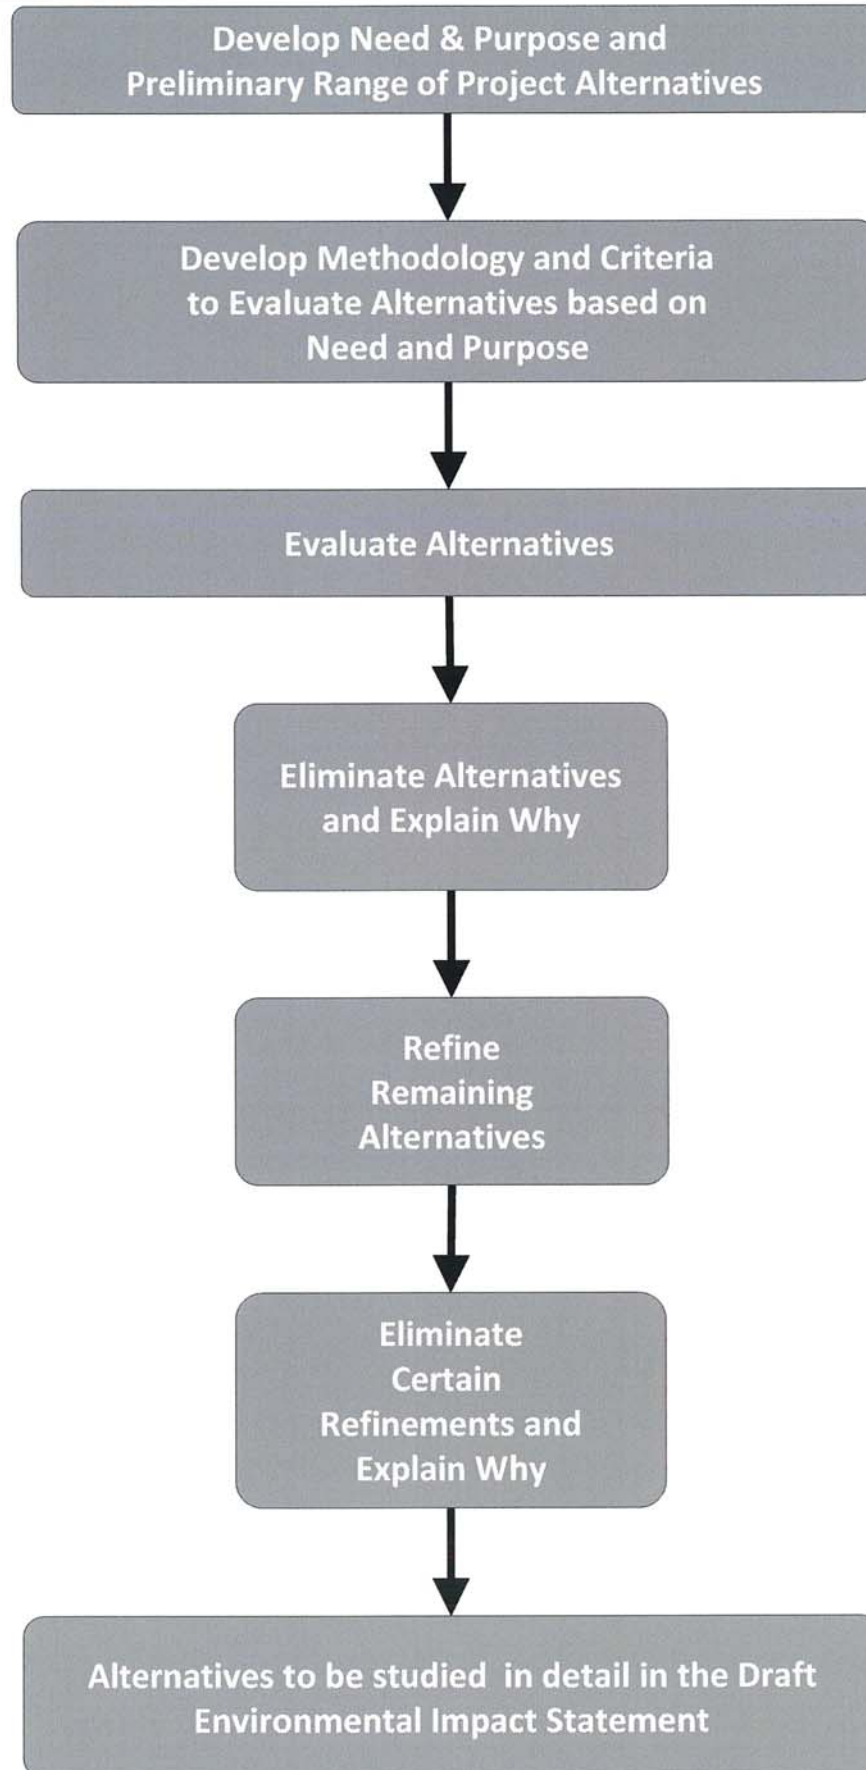 Develop Need & Purpose and
Preliminary Range of Project Alternatives
Develop Methodology and Criteria
to Evaluate Alternatives based on
Need and Purpose
Evaluate Alternatives
Eliminate Alternatives
and Explain Why
Refine
Remaining
Alternatives
Eliminate
Certain
Refinements and
Explain Why
Alternatives to be studied in detail in the Draft
Environmental Impact Statement